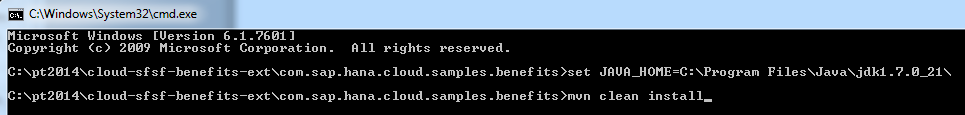 C:\Windows\System32\cmd.exe
Microsoft Windows [Version 6.1.7601]
Copyright (c) 2009 Microsoft Corporation.  All rights reserved.
C:\pt2014\cloud-sfsf-benefits-ext\com.sap.hana.cloud.samples.benefits>set JAVA_HOME=C:\Program Files\Java\jdk1.7.0_21\
C:\pt2014\cloud-sfsf-benefits-ext\com.sap.hana.cloud.samples.benefits>mvn clean install_